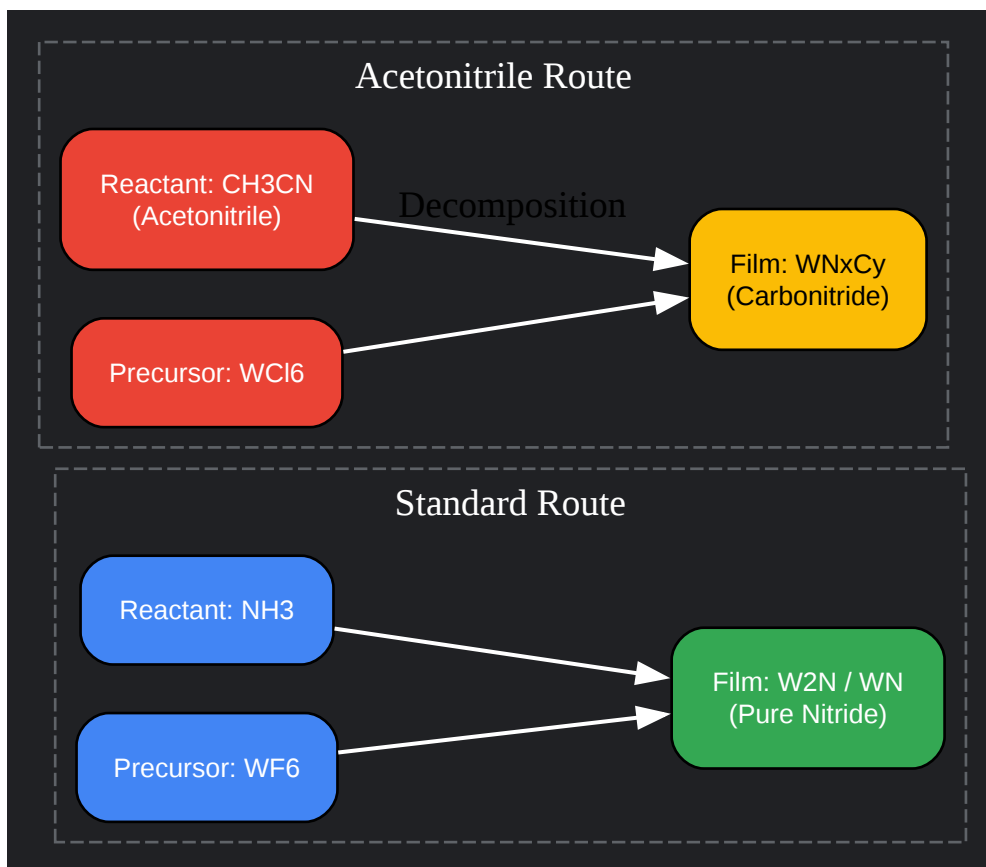 Acetonitrile Route
Reactant: CH3CN
(Acetonitrile)
Decomposition
Film: WNxCy
(Carbonitride)
Precursor: WCl6
Standard Route
Reactant: NH3
Film: W2N / WN
(Pure Nitride)
Precursor: WF6